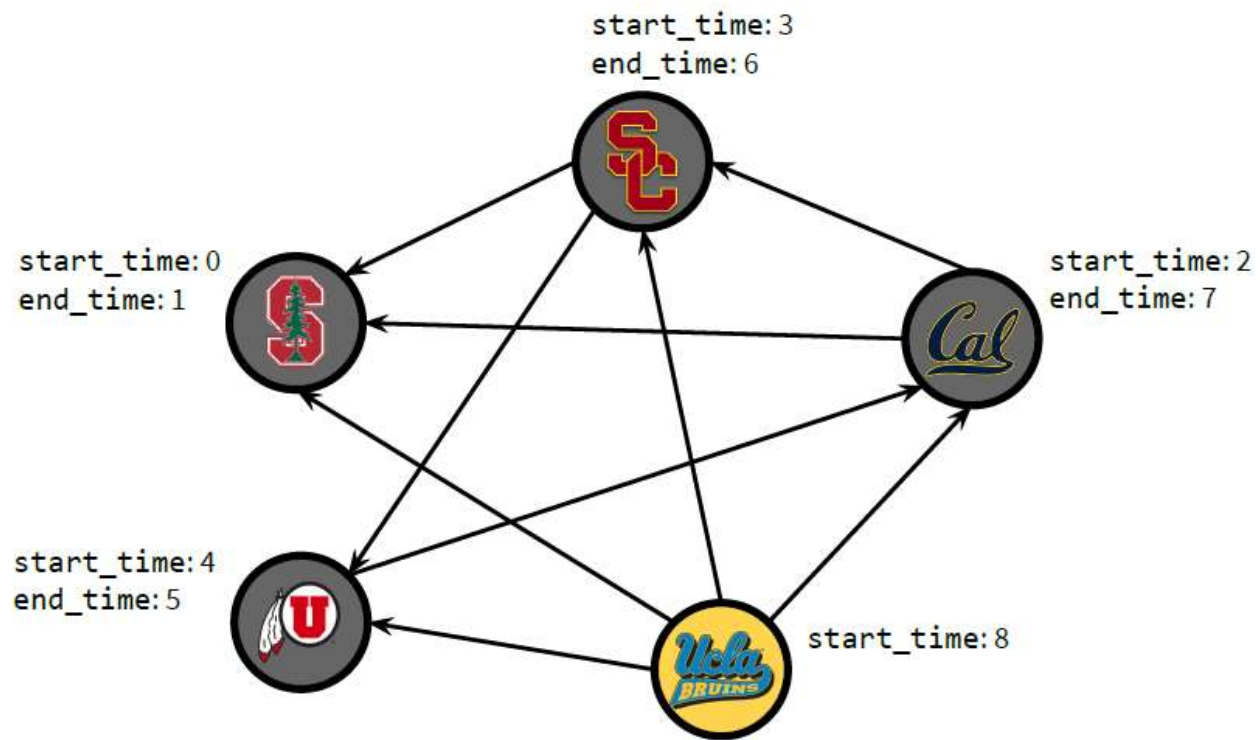 start_time: 3
end_time: 6
SC
start_time: 0
end_time: 1
S
start_time: 2
end_time: 7
Cal
start_time: 4
end_time: 5
U
Ucla
BRUINS
start_time: 8